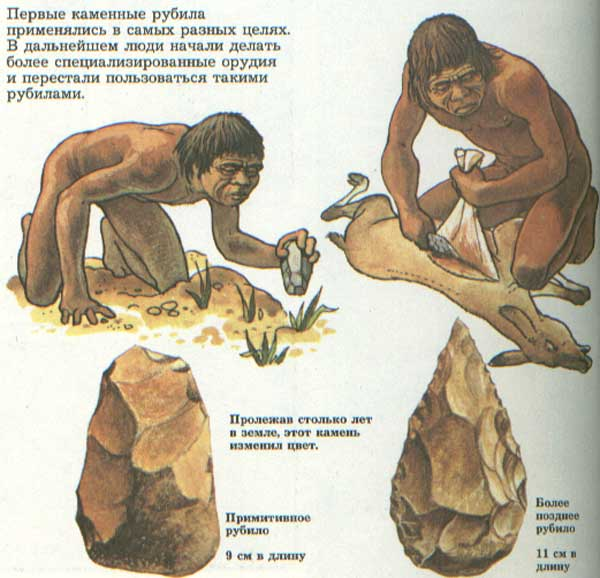 Первые каменные рубила
применялись в самых разных целях.
В дальнейшем люди начали делать
более специализированные орудия
и перестали пользоваться такими
рубилами.
Пролежав столько лет
в земле, этот камень
изменил цвет.
Примитивное
рубило
9 см в длину
Более
позднее
рубило
11 см в
длину